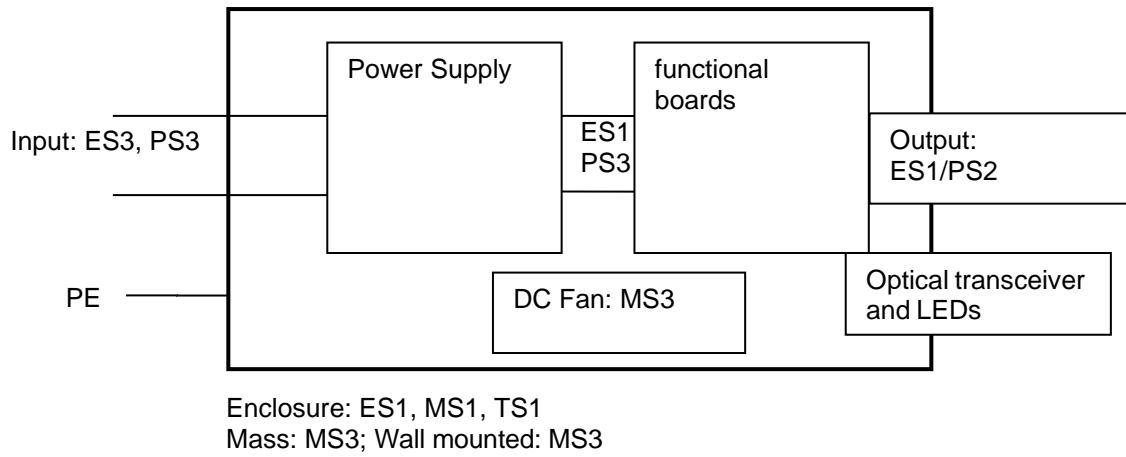 Power Supply
functional
boards
Input: ES3, PS3
ES1
PS3
Output:
ES1/PS2
PE
DC Fan: MS3
Optical transceiver
and LEDs
Enclosure: ES1, MS1, TS1
Mass: MS3; Wall mounted: MS3